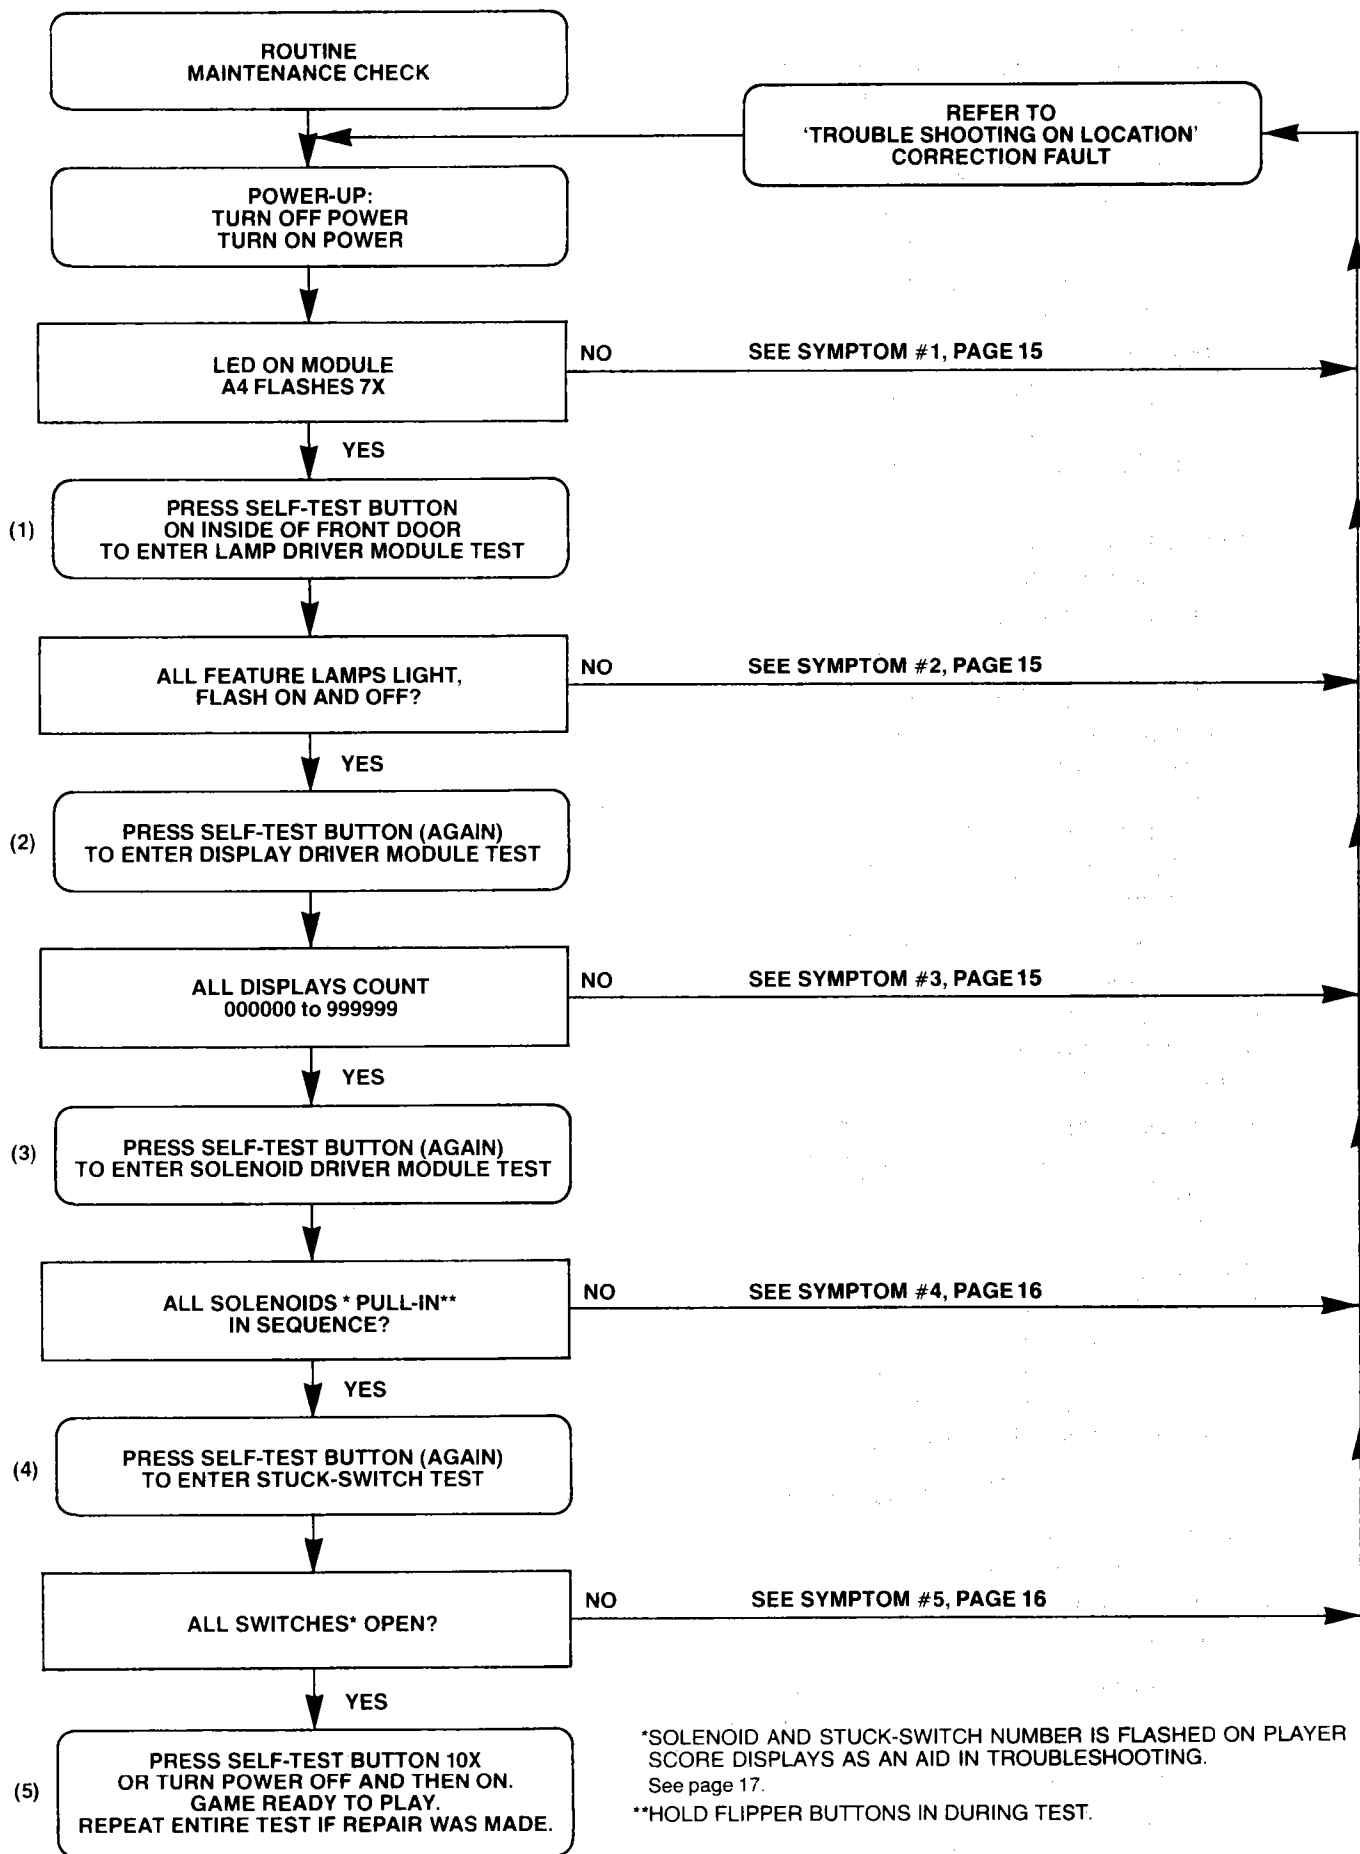 ROUTINE
MAINTENANCE CHECK
REFER TO
'TROUBLE SHOOTING ON LOCATION'
CORRECTION FAULT
POWER-UP:
TURN OFF POWER
TURN ON POWER
LED ON MODULE
A4 FLASHES 7X
NO
SEE SYMPTOM #1, PAGE 15
YES
(1)
PRESS SELF-TEST BUTTON
ON INSIDE OF FRONT DOOR
TO ENTER LAMP DRIVER MODULE TEST
ALL FEATURE LAMPS LIGHT,
FLASH ON AND OFF?
NO
SEE SYMPTOM #2, PAGE 15
YES
(2)
PRESS SELF-TEST BUTTON (AGAIN)
TO ENTER DISPLAY DRIVER MODULE TEST
ALL DISPLAYS COUNT
000000 to 999999
NO
SEE SYMPTOM #3, PAGE 15
YES
(3)
PRESS SELF-TEST BUTTON (AGAIN)
TO ENTER SOLENOID DRIVER MODULE TEST
ALL SOLENOIDS * PULL-IN**
IN SEQUENCE?
NO
SEE SYMPTOM #4, PAGE 16
YES
(4)
PRESS SELF-TEST BUTTON (AGAIN)
TO ENTER STUCK-SWITCH TEST
ALL SWITCHES* OPEN?
NO
SEE SYMPTOM #5, PAGE 16
YES
(5)
PRESS SELF-TEST BUTTON 10X
OR TURN POWER OFF AND THEN ON.
GAME READY TO PLAY.
REPEAT ENTIRE TEST IF REPAIR WAS MADE.
*SOLENOID AND STUCK-SWITCH NUMBER IS FLASHED ON PLAYER
SCORE DISPLAYS AS AN AID IN TROUBLESHOOTING.
See page 17.
**HOLD FLIPPER BUTTONS IN DURING TEST.